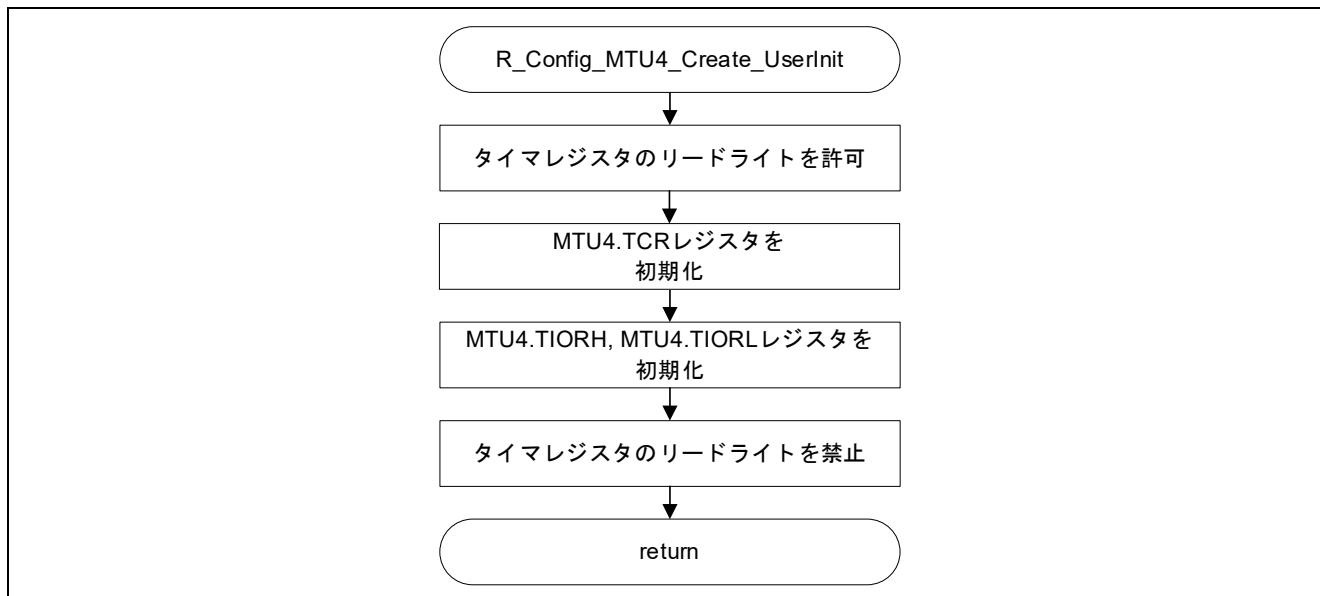 R_Config_MTU4_Create_UserInit
タイマレジスタのリードライトを許可
MTU4.TCRレジスタを
初期化
MTU4.TIORH, MTU4.TIORLレジスタを
初期化
タイマレジスタのリードライトを禁止
return